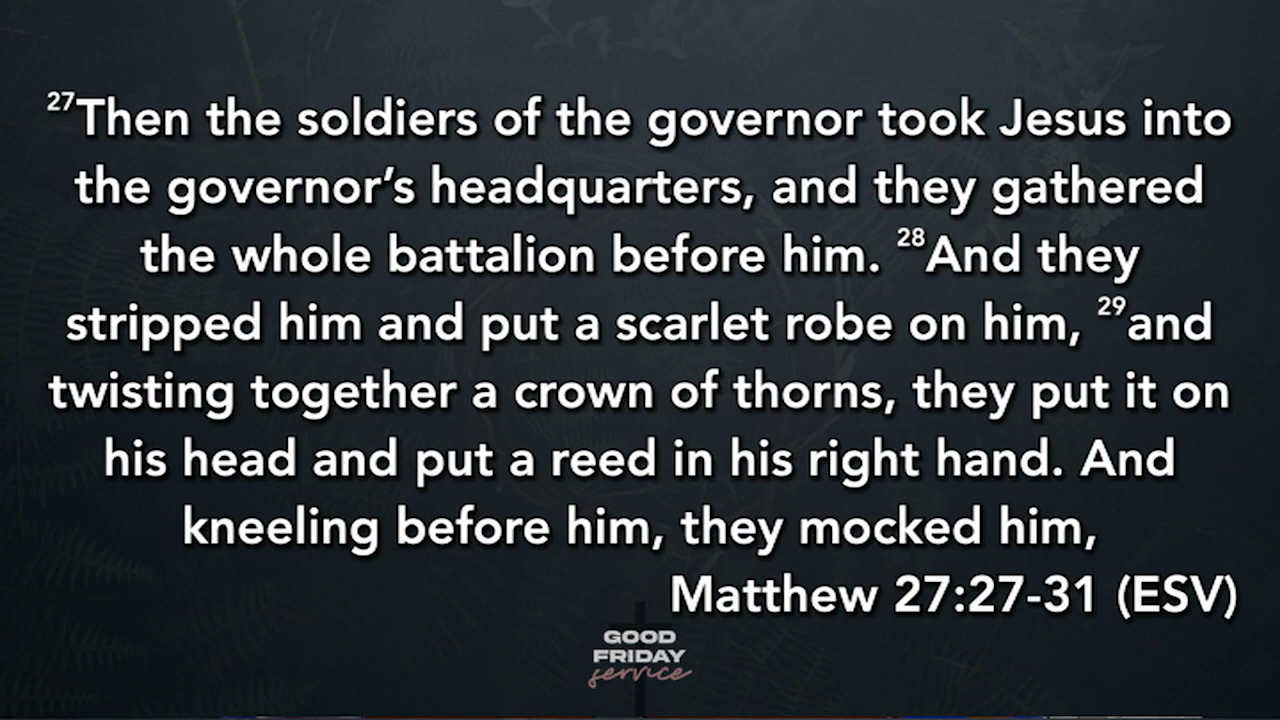 27Then the soldiers of the governor took Jesus into
the governor’s headquarters, and they gathered
the whole battalion before him. 28And they
stripped him and put a scarlet robe on him, 29and
twisting together a crown of thorns, they put it on
his head and put a reed in his right hand. And
kneeling before him, they mocked him,
Matthew 27:27-31 (ESV)
GOOD
FRIDAY
service